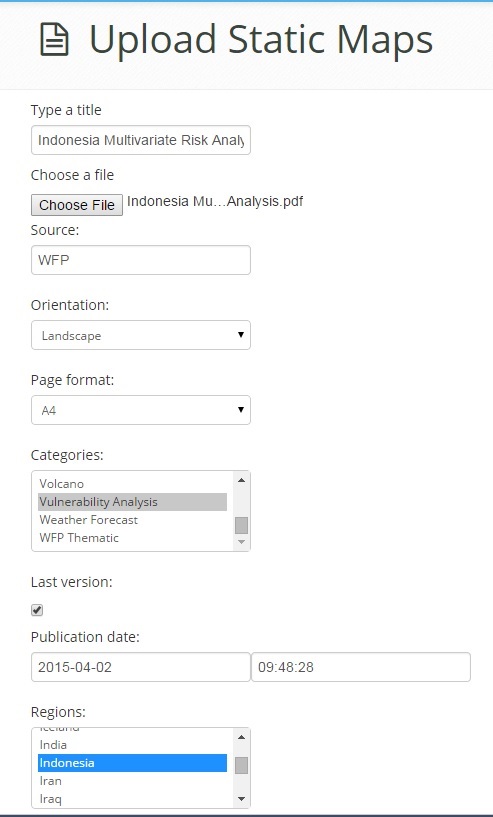 Upload Static Maps
Type a title
Indonesia Multivariate Risk Analy
Choose a file
Choose File Indonesia Mu...Analysis.pdf
Source:
WFP
Orientation:
Landscape
Page format:
A4
Categories:
Volcano
Vulnerability Analysis
Weather Forecast
WFP Thematic
Last version:
Publication date:
2015-04-02 09:48:28
Regions:
Iceland
India
Indonesia
Iran
Iraq